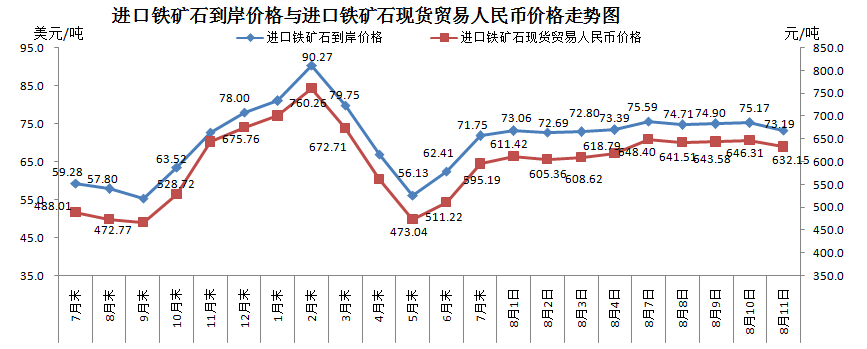 进口铁矿石到岸价格与进口铁矿石现货贸易人民币价格走势图
美元/吨
元/吨
进口铁矿石到岸价格
进口铁矿石现货贸易人民币价格
95.0
85.0
75.0
65.0
55.0
45.0
35.0
850.0
800.0
750.0
700.0
650.0
600.0
550.0
500.0
450.0
400.0
350.0
59.28
57.80
63.52
78.00
90.27
79.75
56.13
62.41
71.75
73.06
72.69
72.80
73.39
75.59
74.71
74.90
75.17
73.19
488.01
472.77
528.72
675.76
760.26
672.71
473.04
511.22
595.19
611.42
605.36
608.62
618.79
648.40
641.51
643.58
646.31
632.15
7月末
8月末
9月末
10月末
11月末
12月末
1月末
2月末
3月末
4月末
5月末
6月末
7月末
8月1日
8月2日
8月3日
8月4日
8月7日
8月8日
8月9日
8月10日
8月11日